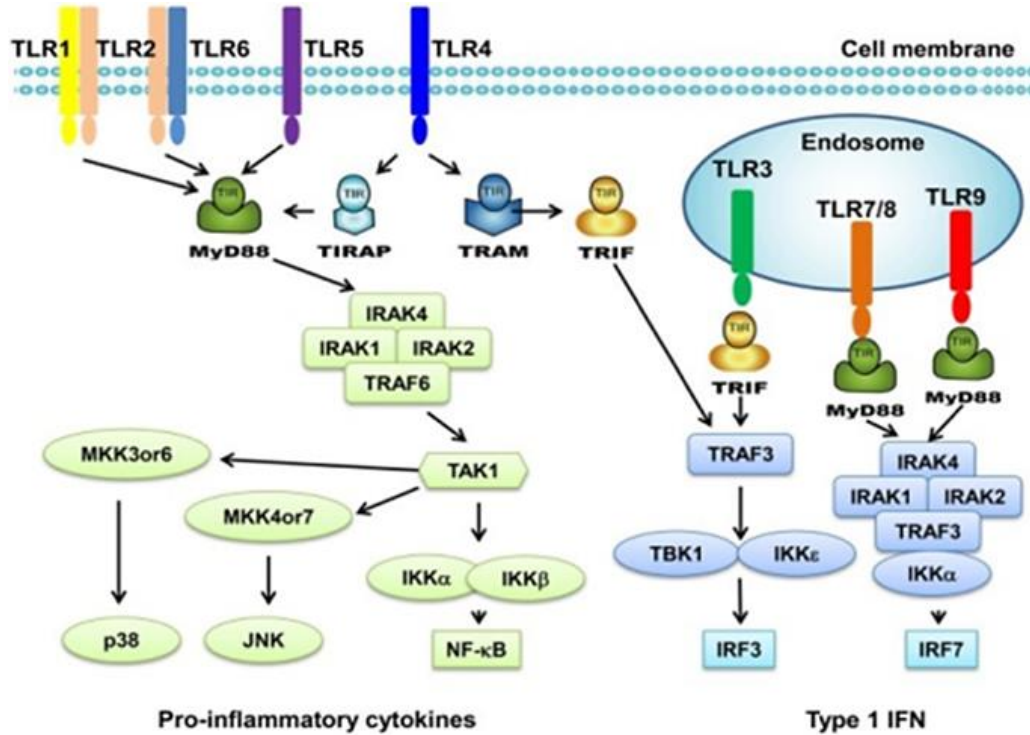 TLR1 TLR2 TLR6 TLR5 TLR4
Cell membrane
Endosome
TLR3
TLR7/8
TLR9
TIR
MyD88
TIR
TIRAP
TIR
TRAM
TIR
TRIF
IRAK4
IRAK1 IRAK2
TRAF6
TIR
TRIF
TIR
MyD88
TIR
MyD88
MKK3or6
TAK1
MKK4or7
IKKα IKKβ
p38
JNK
NF-κB
TRAF3
TBK1 IKKε
IRF3
IRAK4
IRAK1 IRAK2
TRAF3
IKKα
IRF7
Pro-inflammatory cytokines
Type 1 IFN